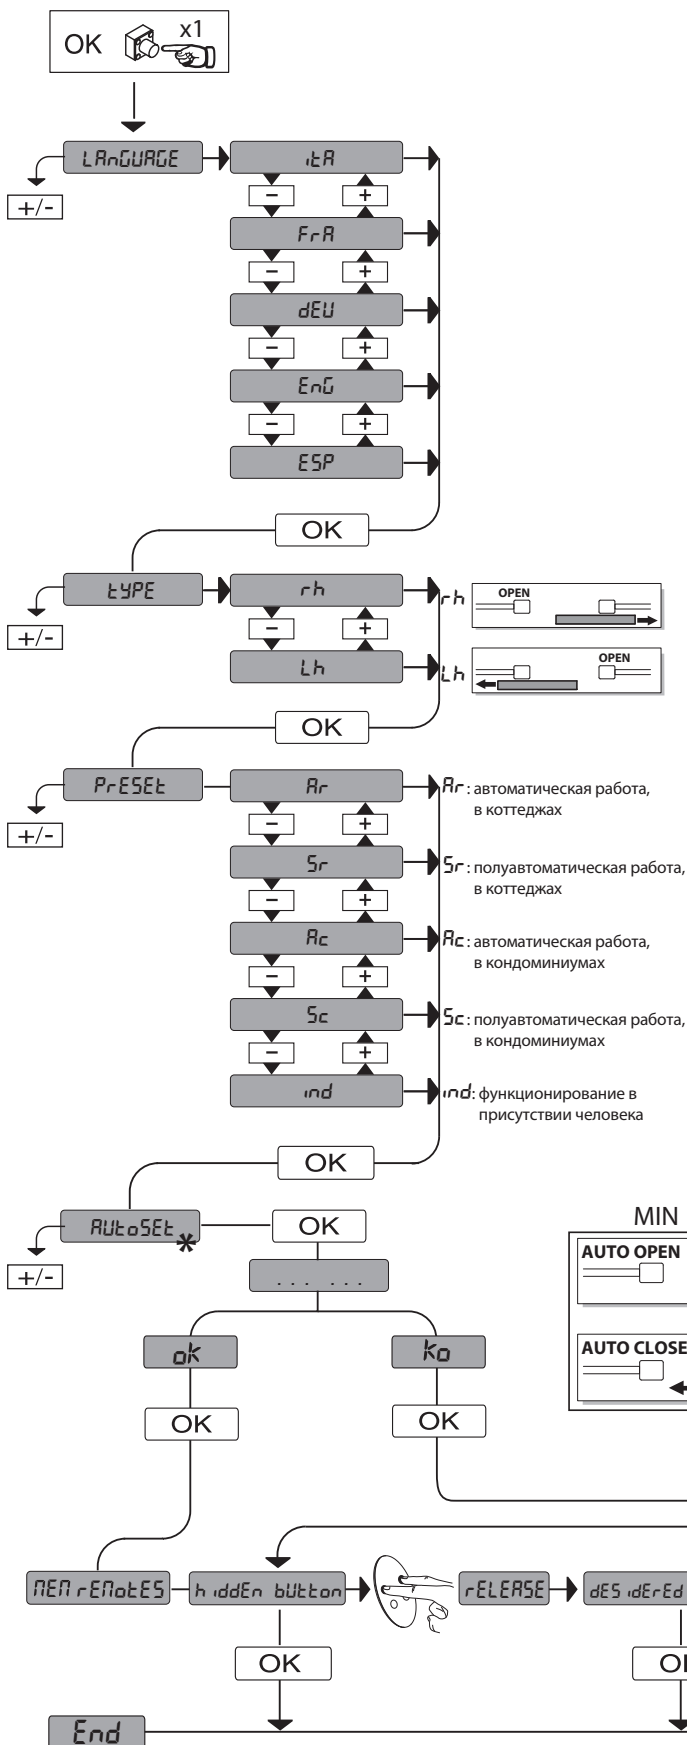 OK x1
LAnGUAGE
itA
+/-
- +
FrA
- +
dEU
- +
EnG
- +
ESP
OK
tYPE
rh
rh
OPEN
+/-
- +
Lh
Lh
OPEN
OK
PrESEt
Ar
Ar: автоматическая работа,
в коттеджах
+/-
- +
Sr
Sr: полуавтоматическая работа,
в коттеджах
- +
Ac
Ac: автоматическая работа,
в кондоминиумах
- +
Sc
Sc: полуавтоматическая работа,
в кондоминиумах
- +
ind
ind: функционирование в
присутствии человека
OK
AUtoSEt *
OK
+/-
... ...
MIN
AUTO OPEN
AUTO CLOSE
ok
Ko
OK
OK
MEM rEMotES
hiddEn bUtton
rELEASE
dESidErEd
OK
End